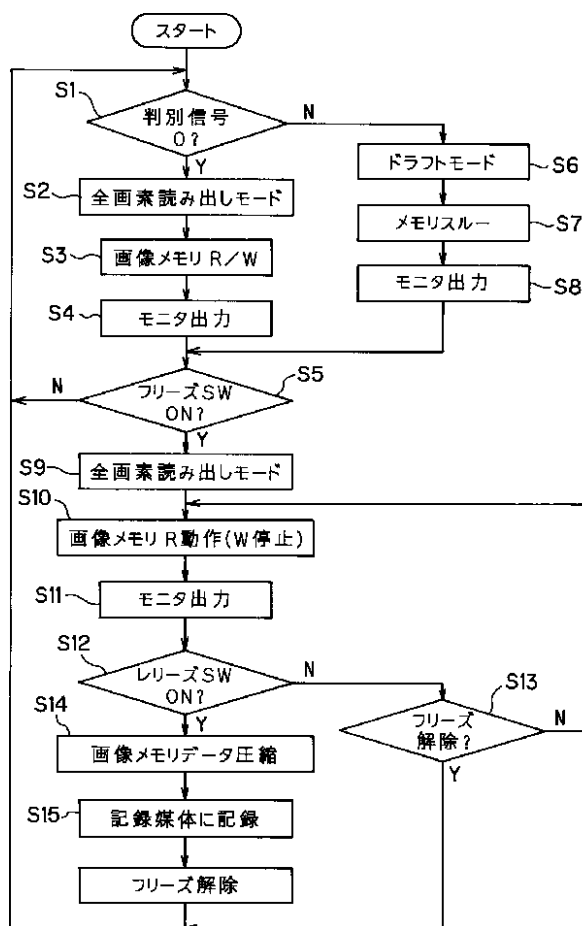 スタート
S1
判別信号
0?
N
Y
S2
全画素読み出しモード
ドラフトモード
S6
S3
画像メモリ R/W
メモリスルー
S7
S4
モニタ出力
モニタ出力
S8
N
フリーズSW
ON?
S5
Y
S9
全画素読み出しモード
S10
画像メモリ R動作(W停止)
S11
モニタ出力
S12
レリーズSW
ON?
N
Y
S13
フリーズ
解除?
N
Y
S14
画像メモリデータ圧縮
S15
記録媒体に記録
フリーズ解除